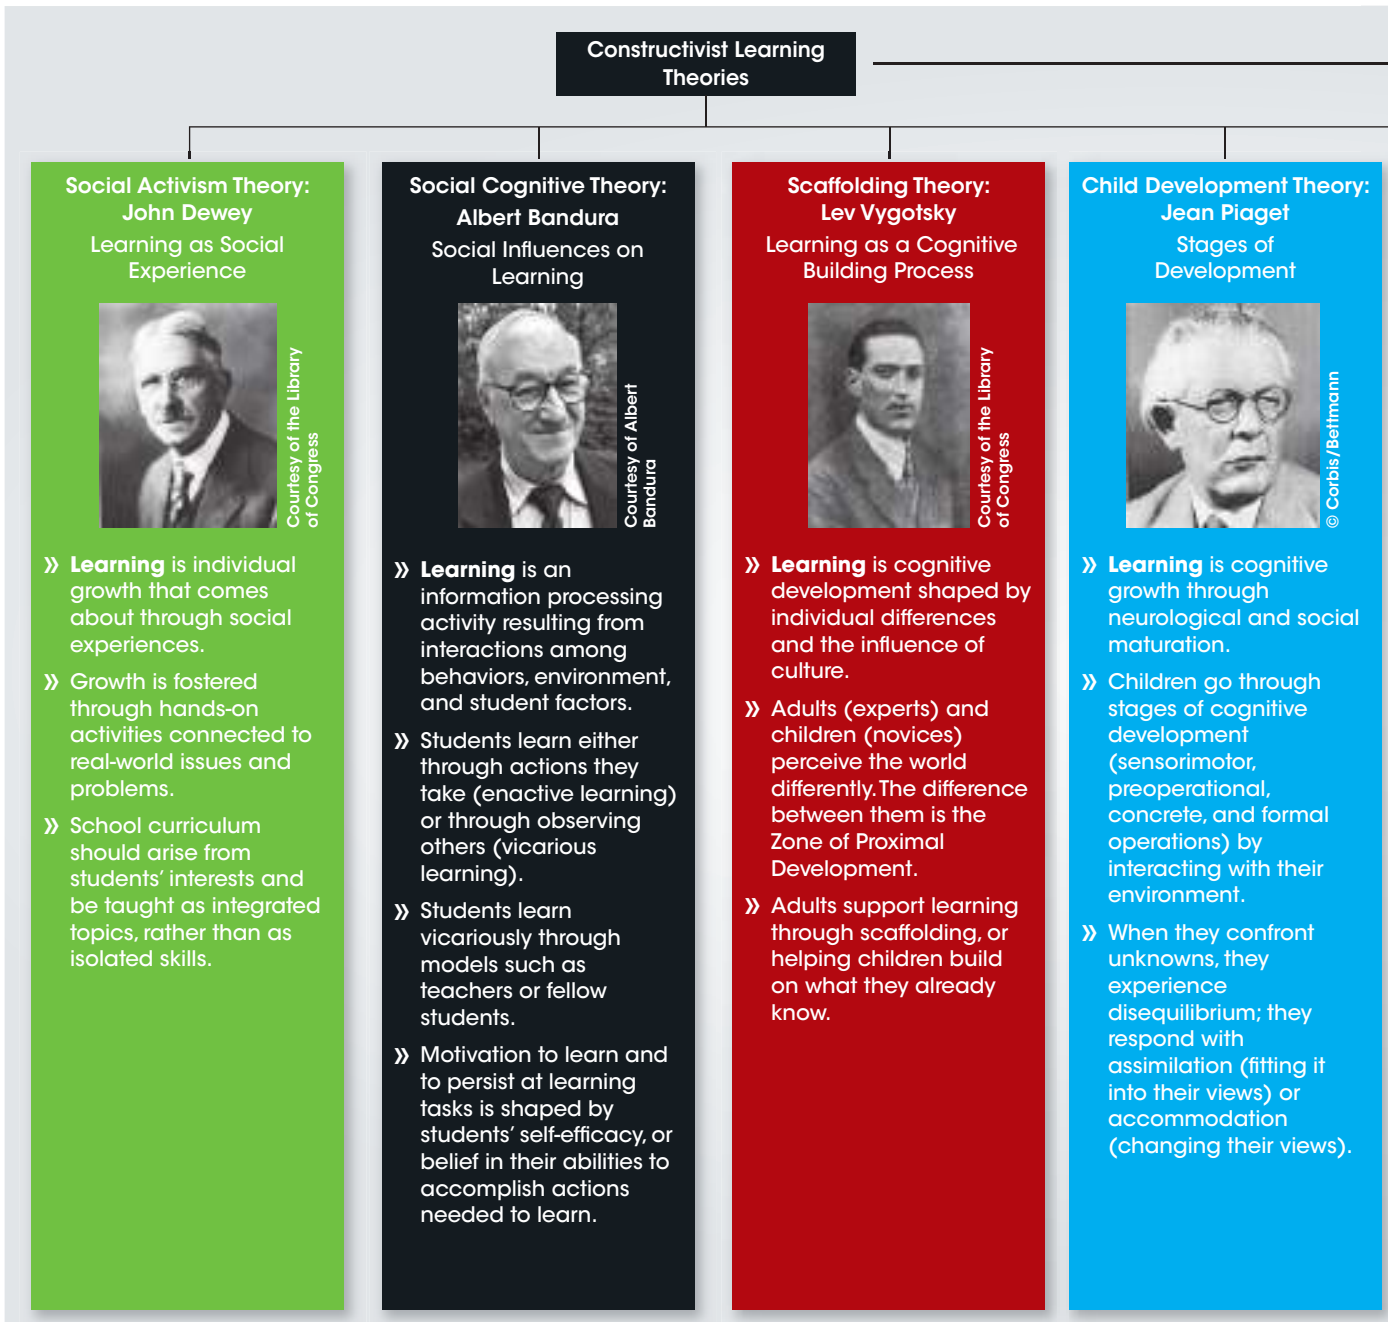 Constructivist Learning
Theories
Social Activism Theory:
John Dewey
Learning as Social
Experience
Courtesy of the Library
of Congress
» Learning is individual
growth that comes
about through social
experiences.
» Growth is fostered
through hands-on
activities connected to
real-world issues and
problems.
» School curriculum
should arise from
students’ interests and
be taught as integrated
topics, rather than as
isolated skills.
Social Cognitive Theory:
Albert Bandura
Social Influences on
Learning
Courtesy of Albert
Bandura
» Learning is an
information processing
activity resulting from
interactions among
behaviors, environment,
and student factors.
» Students learn either
through actions they
take (enactive learning)
or through observing
others (vicarious
learning).
» Students learn
vicariously through
models such as
teachers or fellow
students.
» Motivation to learn and
to persist at learning
tasks is shaped by
students’ self-efficacy, or
belief in their abilities to
accomplish actions
needed to learn.
Scaffolding Theory:
Lev Vygotsky
Learning as a Cognitive
Building Process
Courtesy of the Library
of Congress
» Learning is cognitive
development shaped by
individual differences
and the influence of
culture.
» Adults (experts) and
children (novices)
perceive the world
differently. The difference
between them is the
Zone of Proximal
Development.
» Adults support learning
through scaffolding, or
helping children build
on what they already
know.
Child Development Theory:
Jean Piaget
Stages of
Development
© Corbis/Bettmann
» Learning is cognitive
growth through
neurological and social
maturation.
» Children go through
stages of cognitive
development
(sensorimotor,
preoperational,
concrete, and formal
operations) by
interacting with their
environment.
» When they confront
unknowns, they
experience
disequilibrium; they
respond with
assimilation (fitting it
into their views) or
accommodation
(changing their views).